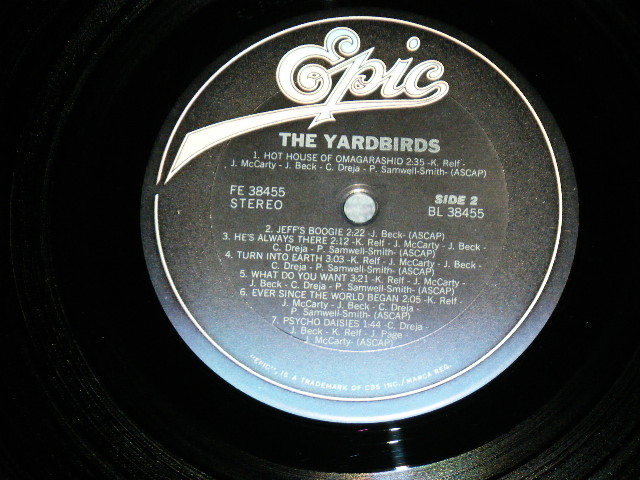 Epic
THE YARDBIRDS
1. HOT HOUSE OF OMAGARASHID 2:35 -K. Relf -
J. McCarty - J. Beck - C. Dreja - P. Samwell-Smith- (ASCAP)
FE 38455
STEREO
SIDE 2
BL 38455
2. JEFF'S BOOGIE 2:22 -J. Beck- (ASCAP)
3. HE'S ALWAYS THERE 2:12 -K. Relf - J. McCarty - J. Beck -
C. Dreja - P. Samwell-Smith- (ASCAP)
4. TURN INTO EARTH 3:03 -K. Relf - J. McCarty - J. Beck -
C. Dreja - P. Samwell-Smith- (ASCAP)
5. WHAT DO YOU WANT 3:21 -K. Relf - J. McCarty -
J. Beck - C. Dreja - P. Samwell-Smith- (ASCAP)
6. EVER SINCE THE WORLD BEGAN 2:05 -K. Relf -
J. McCarty - J. Beck - C. Dreja -
P. Samwell-Smith- (ASCAP)
7. PSYCHO DAISIES 1:44 -C. Dreja -
J. Beck - K. Relf - J. Page -
J. McCarty- (ASCAP)
"EPIC", IS A TRADEMARK OF CBS INC./MARCA REG.